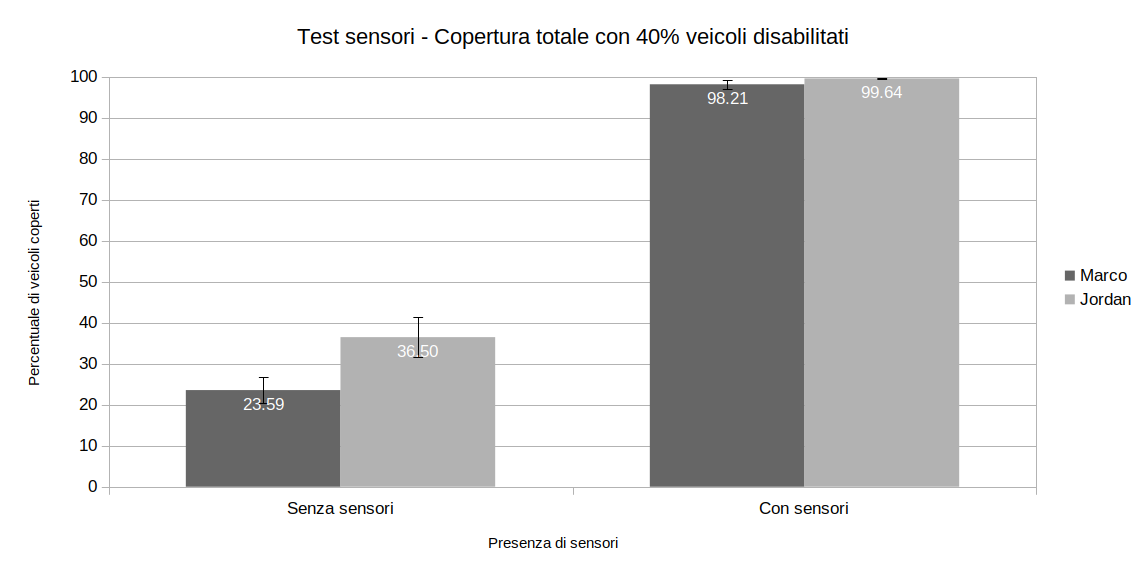 Test sensori - Copertura totale con 40% veicoli disabilitati
Percentuale di veicoli coperti
100
90
80
70
60
50
40
30
20
10
0
23.59
36.50
98.21
99.64
Senza sensori
Con sensori
Presenza di sensori
Marco
Jordan